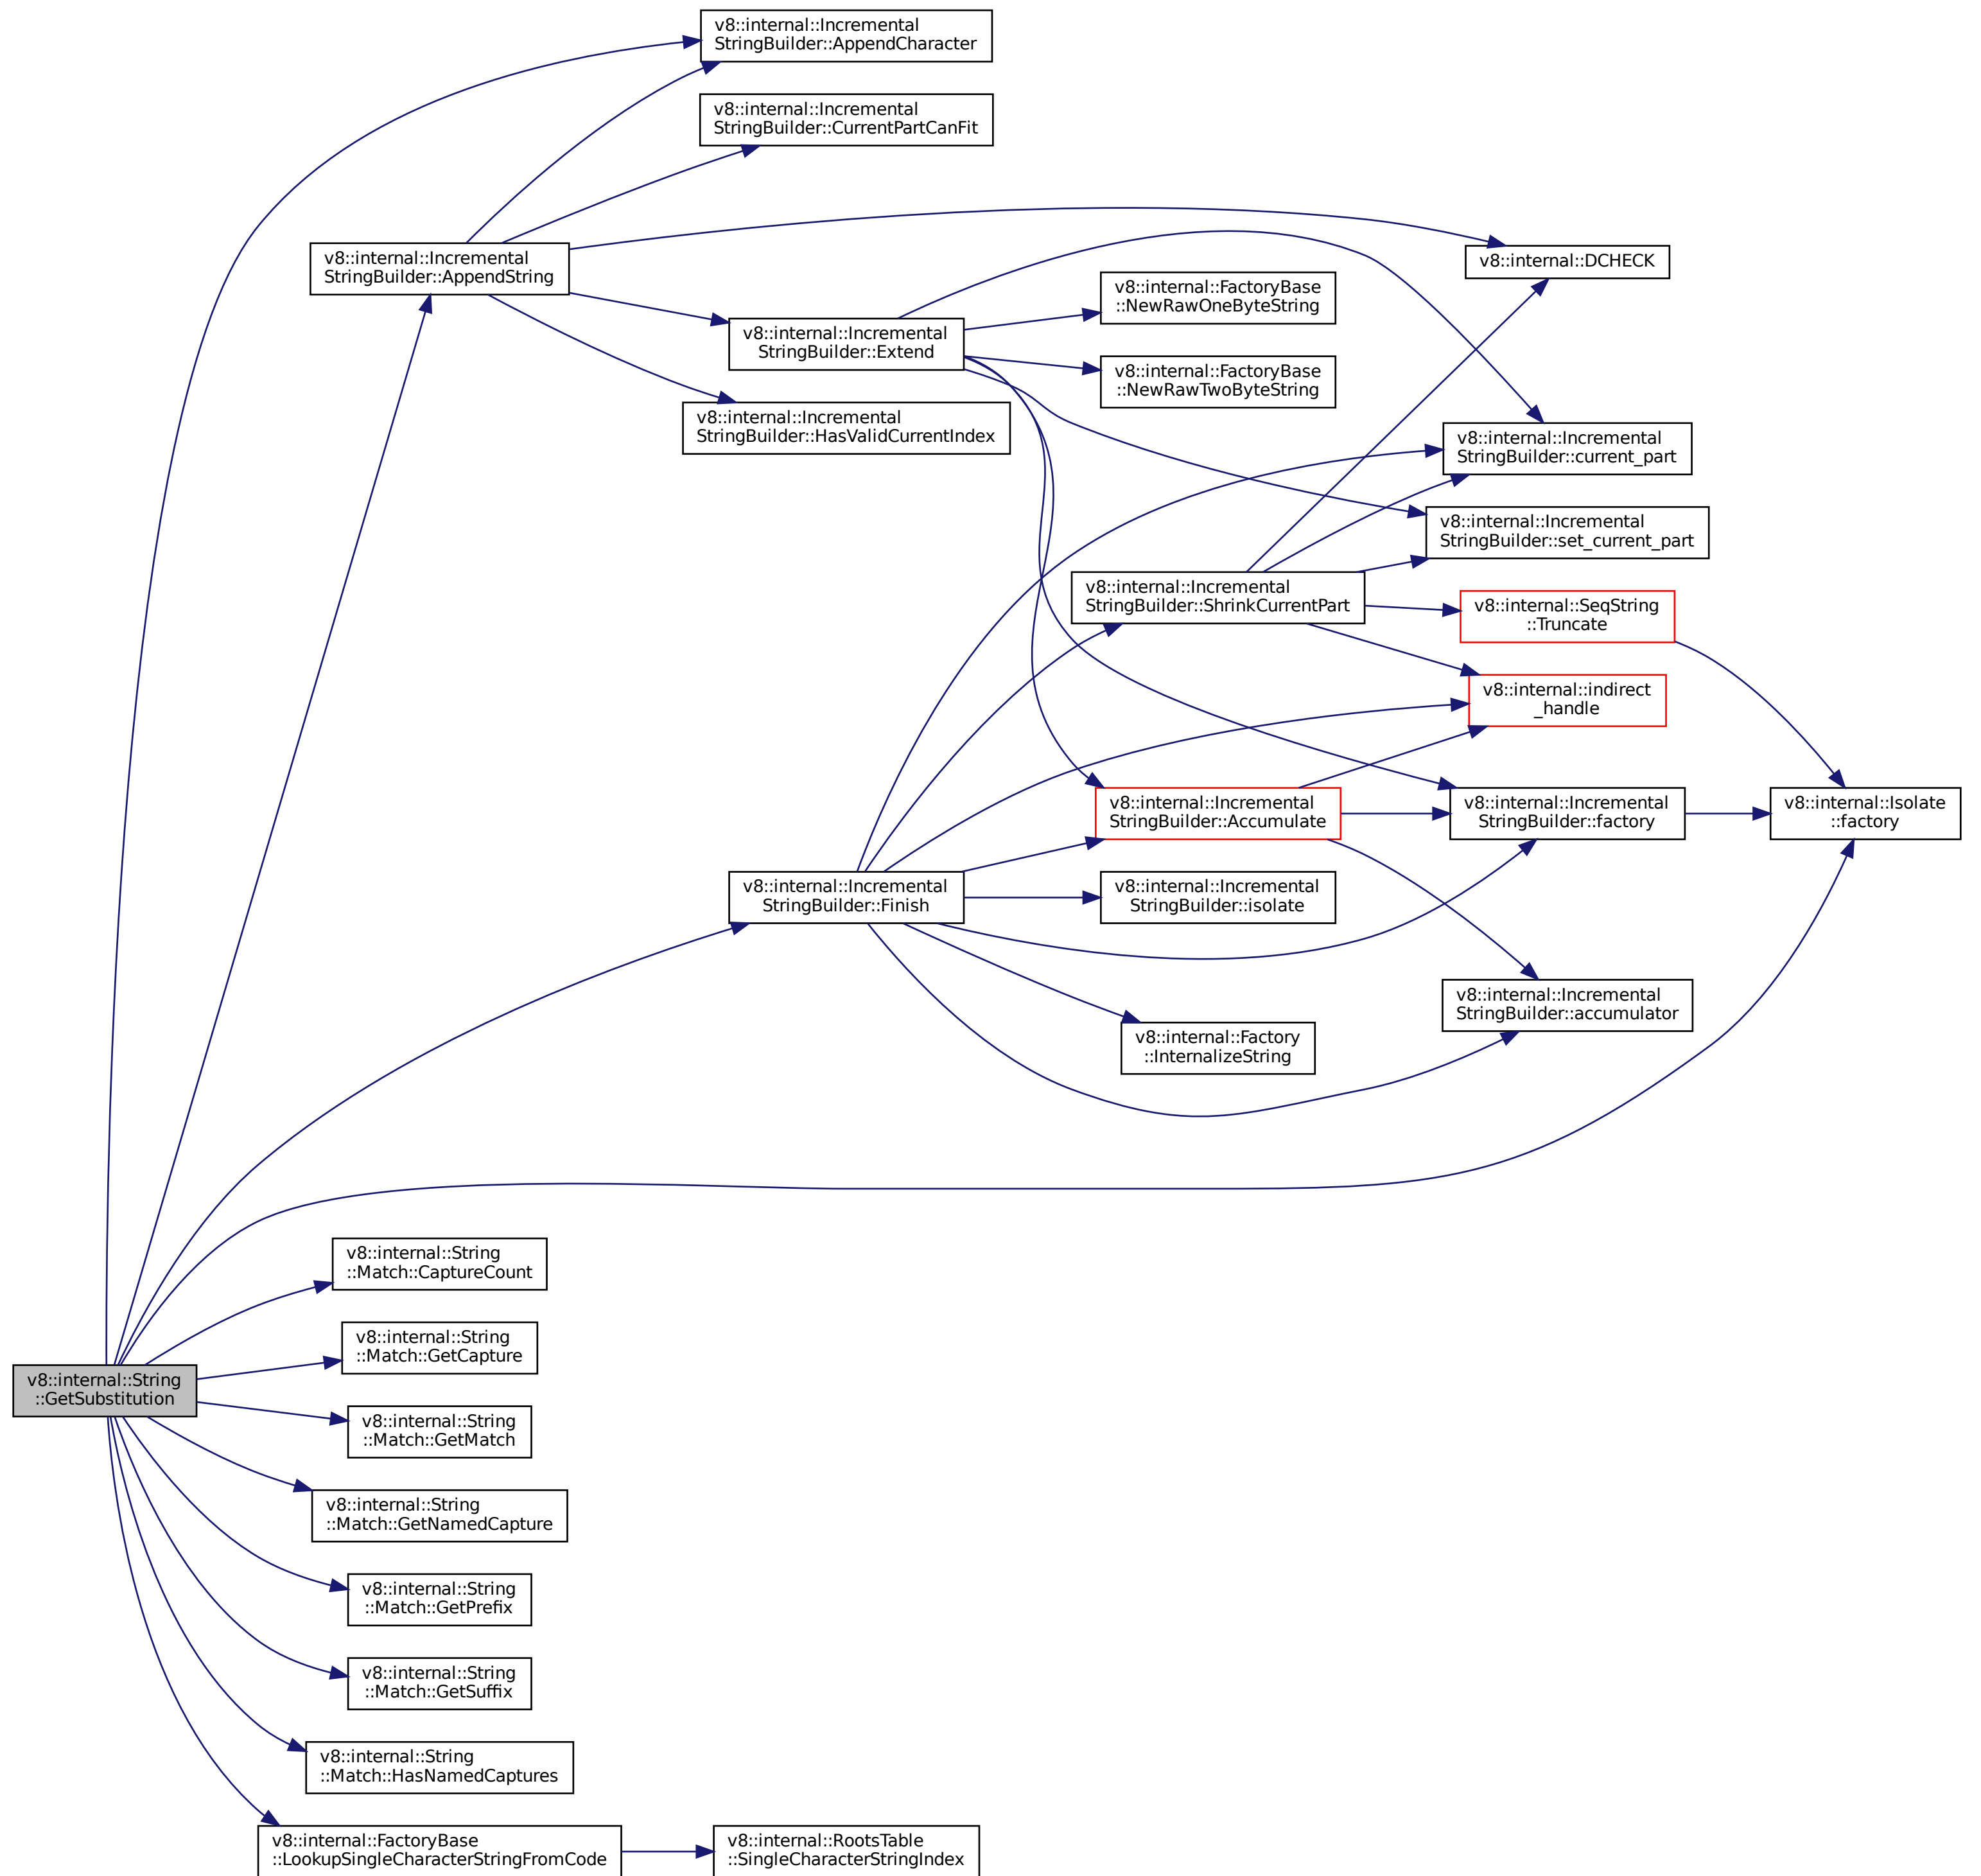 v8::internal::Incremental
StringBuilder::AppendCharacter
v8::internal::Incremental
StringBuilder::CurrentPartCanFit
v8::internal::Incremental
StringBuilder::AppendString
v8::internal::DCHECK
v8::internal::FactoryBase
::NewRawOneByteString
v8::internal::Incremental
StringBuilder::Extend
v8::internal::FactoryBase
::NewRawTwoByteString
v8::internal::Incremental
StringBuilder::HasValidCurrentIndex
v8::internal::Incremental
StringBuilder::current_part
v8::internal::Incremental
StringBuilder::set_current_part
v8::internal::Incremental
StringBuilder::ShrinkCurrentPart
v8::internal::SeqString
::Truncate
v8::internal::indirect
_handle
v8::internal::Incremental
StringBuilder::Accumulate
v8::internal::Incremental
StringBuilder::factory
v8::internal::Isolate
::factory
v8::internal::Incremental
StringBuilder::Finish
v8::internal::Incremental
StringBuilder::isolate
v8::internal::Incremental
StringBuilder::accumulator
v8::internal::Factory
::InternalizeString
v8::internal::String
::Match::CaptureCount
v8::internal::String
::Match::GetCapture
v8::internal::String
::GetSubstitution
v8::internal::String
::Match::GetMatch
v8::internal::String
::Match::GetNamedCapture
v8::internal::String
::Match::GetPrefix
v8::internal::String
::Match::GetSuffix
v8::internal::String
::Match::HasNamedCaptures
v8::internal::FactoryBase
::LookupSingleCharacterStringFromCode
v8::internal::RootsTable
::SingleCharacterStringIndex